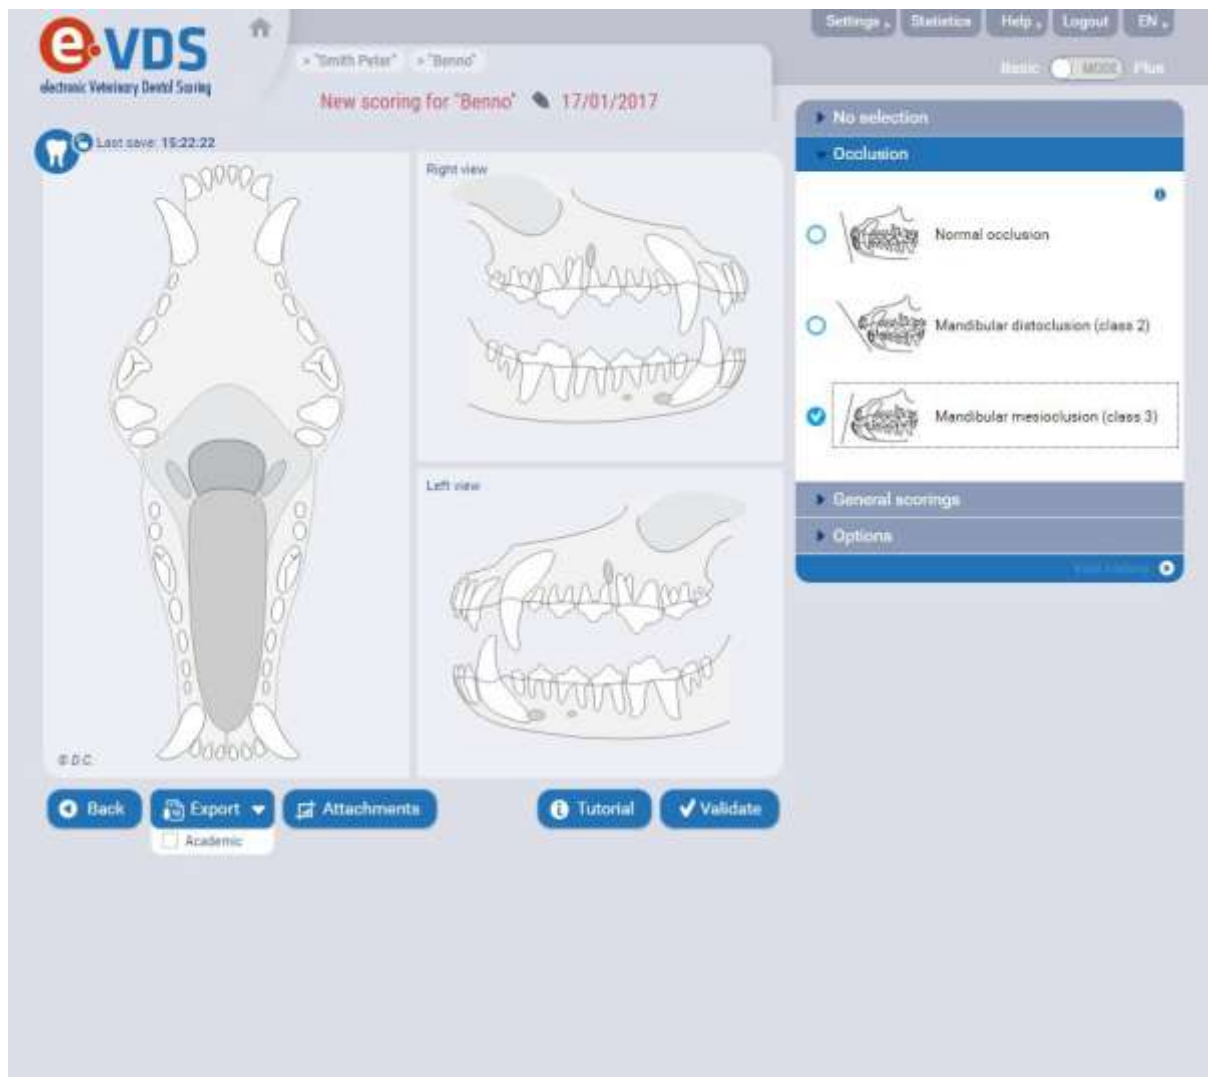 e·VDS
electronic Veterinary Dental Scoring
Settings
Statistics
Help
Logout
EN
» "Smith Peter" » "Benno"
Basic MODE Plus
New scoring for "Benno" 17/01/2017
Last save: 15:22:22
Right view
Left view
© D.C.
No selection
Occlusion
Normal occlusion
Mandibular distoclusion (class 2)
Mandibular mesioclusion (class 3)
General scorings
Options
Back
Export
Attachments
Tutorial
Validate
Academic